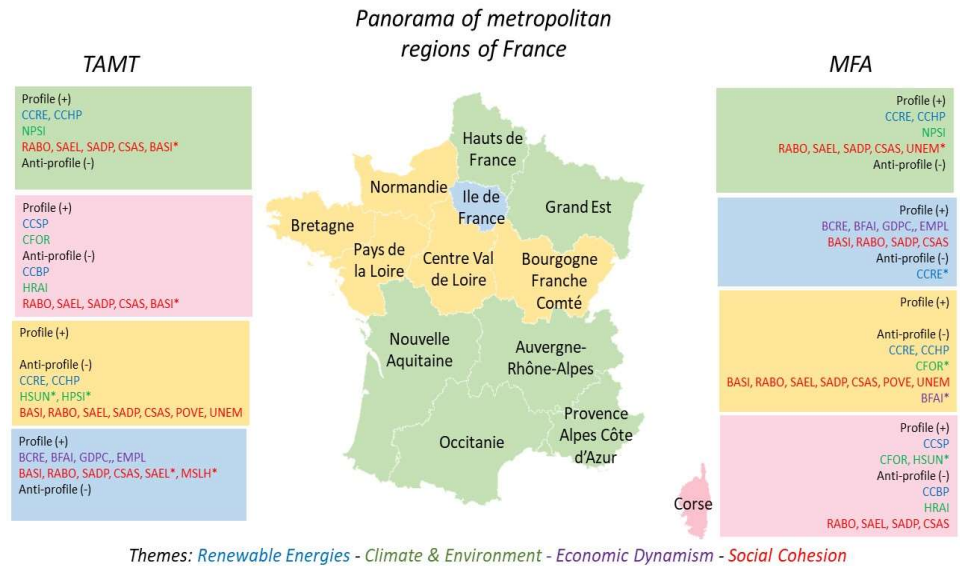 Panorama of metropolitan
regions of France
TAMT
Profile (+)
CCRE, CCHP
NPSI
RABO, SAEL, SADP, CSAS, BASI*
Anti-profile (-)
Profile (+)
CCSP
CFOR
Anti-profile (-)
CCBP
HRAI
RABO, SAEL, SADP, CSAS, BASI*
Profile (+)
Anti-profile (-)
CCRE, CCHP
HSUN*, HPSI*
BASI, RABO, SAEL, SADP, CSAS, POVE, UNEM
Profile (+)
BCRE, BFAI, GDPC,, EMPL
BASI, RABO, SADP, CSAS, SAEL*, MSLH*
Anti-profile (-)
Hauts de
France
Normandie
Ile de
France
Grand Est
Bretagne
Pays de
la Loire
Centre Val
de Loire
Bourgogne
Franche
Comté
Nouvelle
Aquitaine
Auvergne-
Rhône-Alpes
Occitanie
Provence
Alpes Côte
d'Azur
Corse
MFA
Profile (+)
CCRE, CCHP
NPSI
RABO, SAEL, SADP, CSAS, UNEM*
Anti-profile (-)
Profile (+)
BCRE, BFAI, GDPC,, EMPL
BASI, RABO, SADP, CSAS
Anti-profile (-)
CCRE*
Profile (+)
Anti-profile (-)
CCRE, CCHP
CFOR*
BASI, RABO, SAEL, SADP, CSAS, POVE, UNEM
BFAI*
Profile (+)
CCSP
CFOR, HSUN*
Anti-profile (-)
CCBP
HRAI
RABO, SAEL, SADP, CSAS
Themes: Renewable Energies - Climate & Environment - Economic Dynamism - Social Cohesion